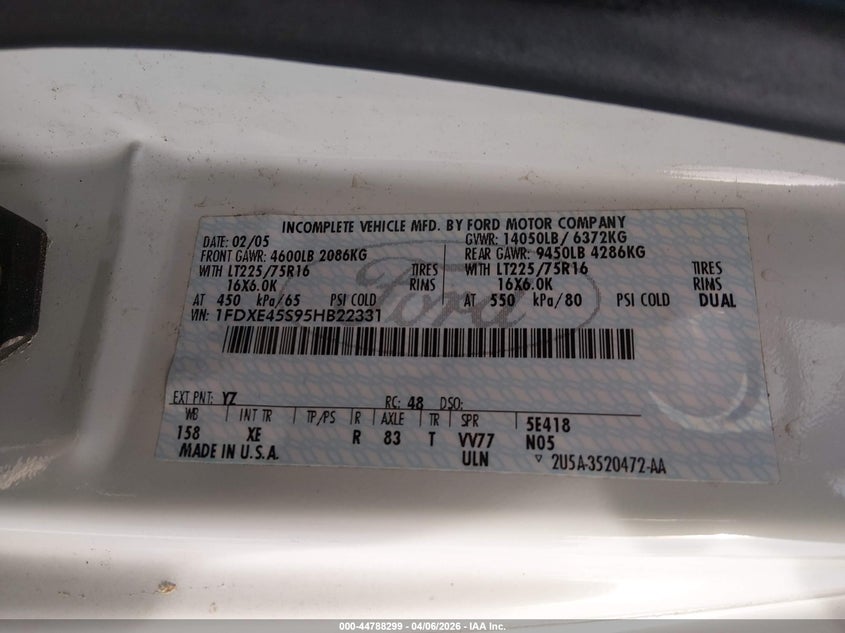 INCOMPLETE VEHICLE MFD. BY FORD MOTOR COMPANY
DATE: 02/05 GVWR: 14050LB/ 6372KG
FRONT GAWR: 4600LB 2086KG REAR GAWR: 9450LB 4286KG
WITH LT225/75R16 TIRES WITH LT225/75R16 TIRES
16X6.0K RIMS 16X6.0K RIMS
AT 450 kPa/65 PSI COLD AT 550 kPa/80 PSI COLD DUAL
VIN: 1FDXE45S95HB22331
Ford
EXT PNT: YZ RC: 48 DSO:
WB INT TR TP/PS R AXLE TR SPR 5E418
158 XE R 83 T VV77 N05
MADE IN U.S.A. ULN ▽ 2U5A-3520472-AA
000-44788299 - 04/06/2026 - IAA Inc.